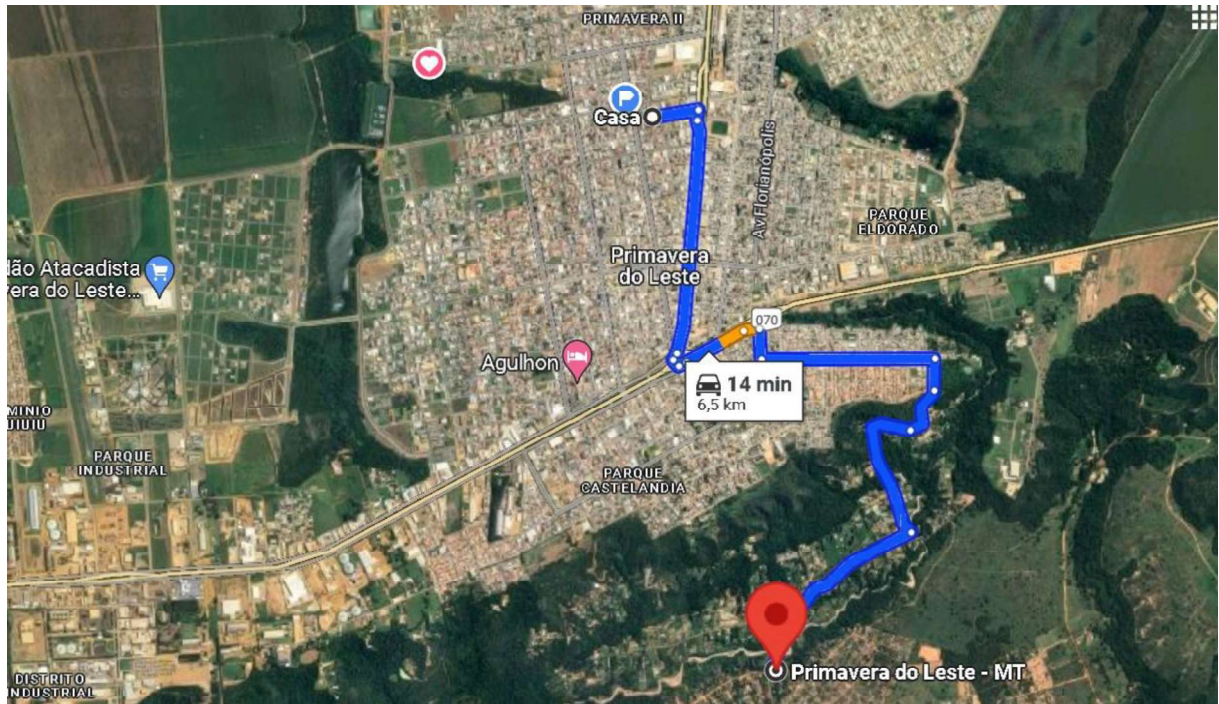 PRIMAVERA II
Casa
Av Florianópolis
PARQUE
ELDORADO
Primavera
do Leste
dão Atacadista
vera do Leste...
070
Agulhon
14 min
6,5 km
MINIO
PARQUE
INDUSTRIAL
PARQUE
CASTELANDIA
Primavera do Leste - MT
DISTRITO
INDUSTRIAL